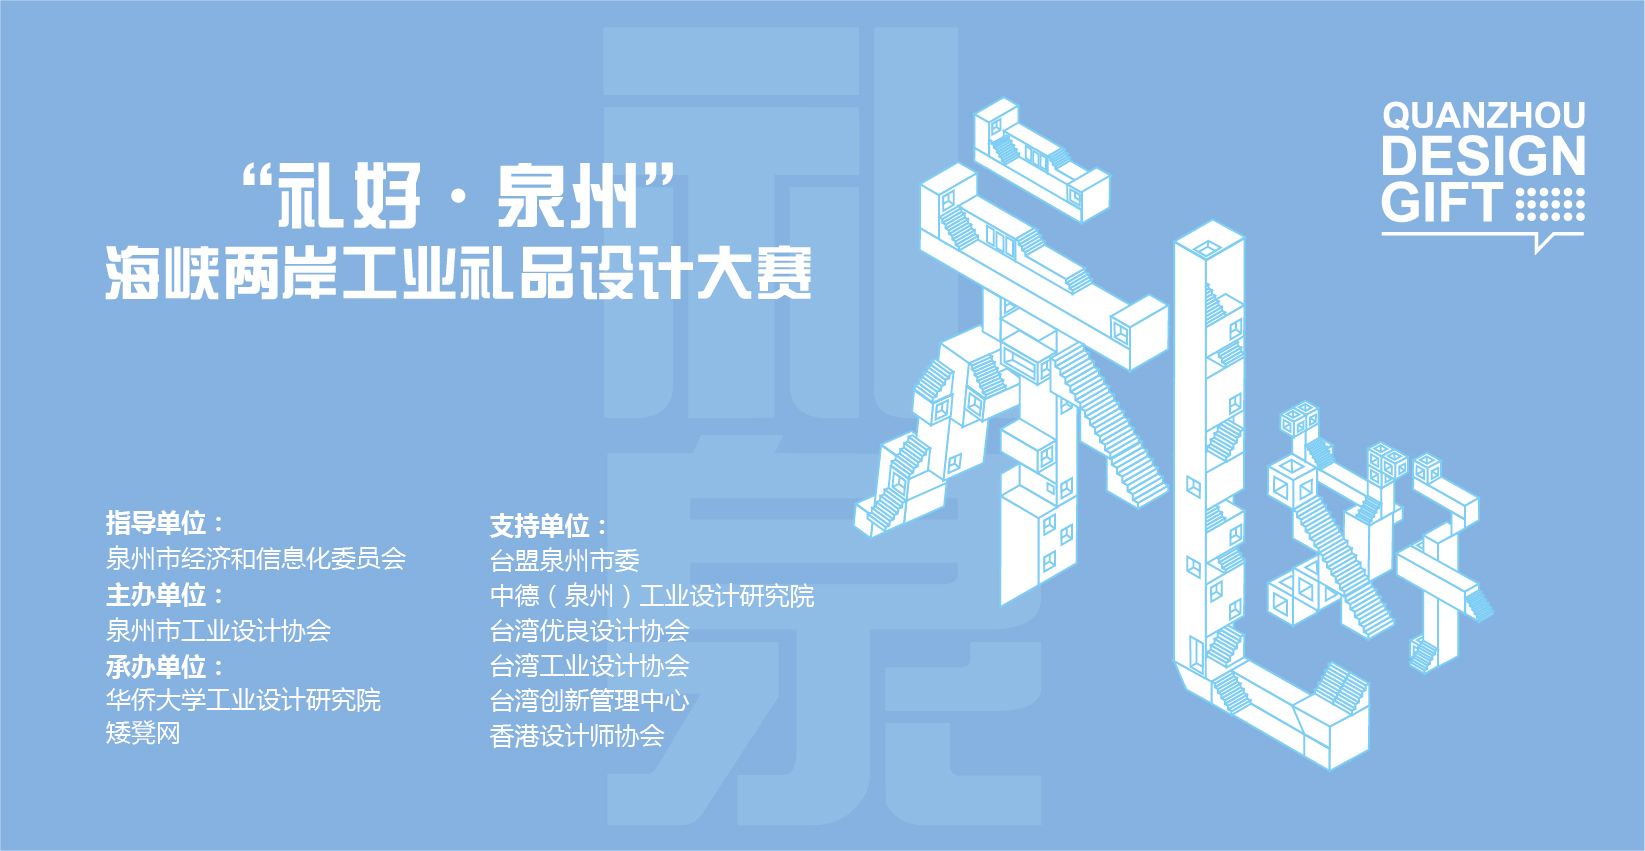 “礼好·泉州”
海峡两岸工业礼品设计大赛
QUANZHOU
DESIGN
GIFT
指导单位：
泉州市经济和信息化委员会
主办单位：
泉州市工业设计协会
承办单位：
华侨大学工业设计研究院
矮凳网
支持单位：
台盟泉州市委
中德（泉州）工业设计研究院
台湾优良设计协会
台湾工业设计协会
台湾创新管理中心
香港设计师协会
礼
泉
礼
好